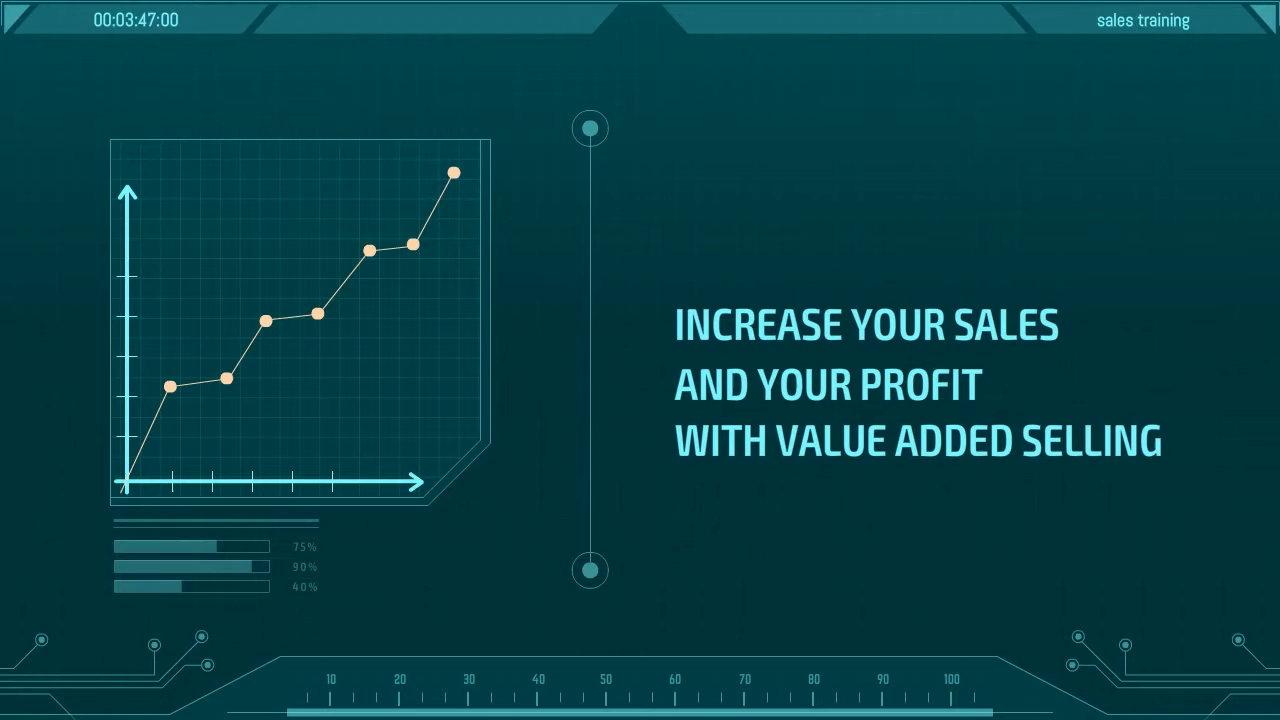 00:03:47:00
sales training
INCREASE YOUR SALES
AND YOUR PROFIT
WITH VALUE ADDED SELLING
75%
90%
40%
10 20 30 40 50 60 70 80 90 100